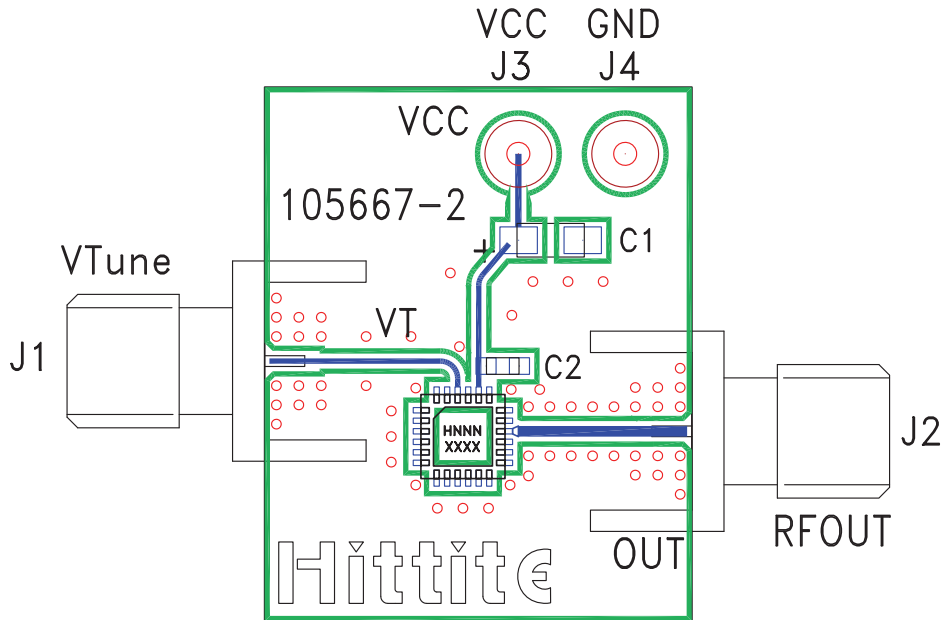 VCC GND
J3 J4
VCC
105667-2
+ C1
VTune
VT
J1
C2
HNNN
XXXX
J2
RFOUT
OUT
Hittite